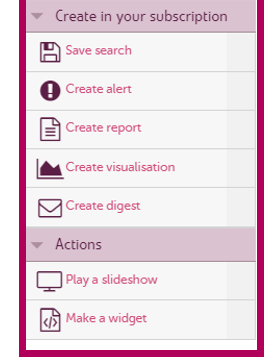 Create in your subscription
Save search
Create alert
Create report
Create visualisation
Create digest
Actions
Play a slideshow
Make a widget